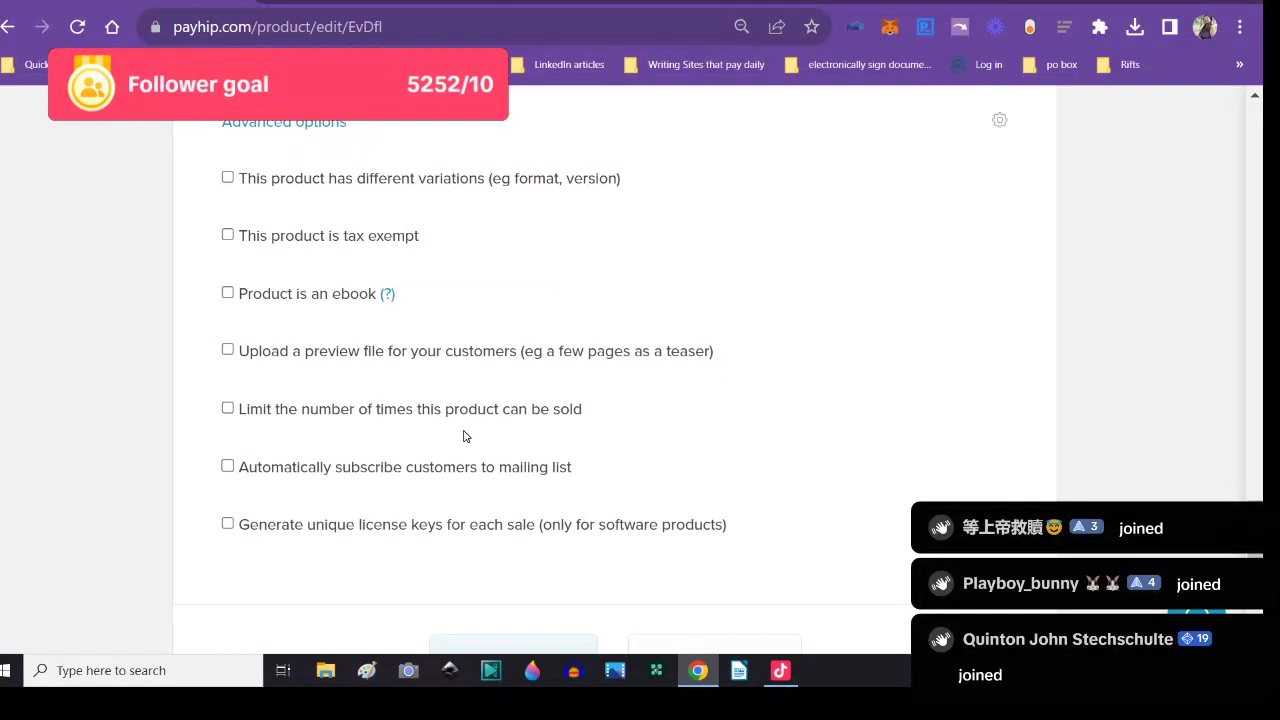 payhip.com/product/edit/EvDfl
Quick
LinkedIn articles
Writing Sites that pay daily
electronically sign docume...
Log in
po box
Rifts
»
Follower goal
5252/10
Advanced options
This product has different variations (eg format, version)
This product is tax exempt
Product is an ebook (?)
Upload a preview file for your customers (eg a few pages as a teaser)
Limit the number of times this product can be sold
Automatically subscribe customers to mailing list
Generate unique license keys for each sale (only for software products)
等上帝救贖😇 3 joined
Playboy_bunny 🐰🐰 4 joined
Quinton John Stechschulte 19
joined
Type here to search